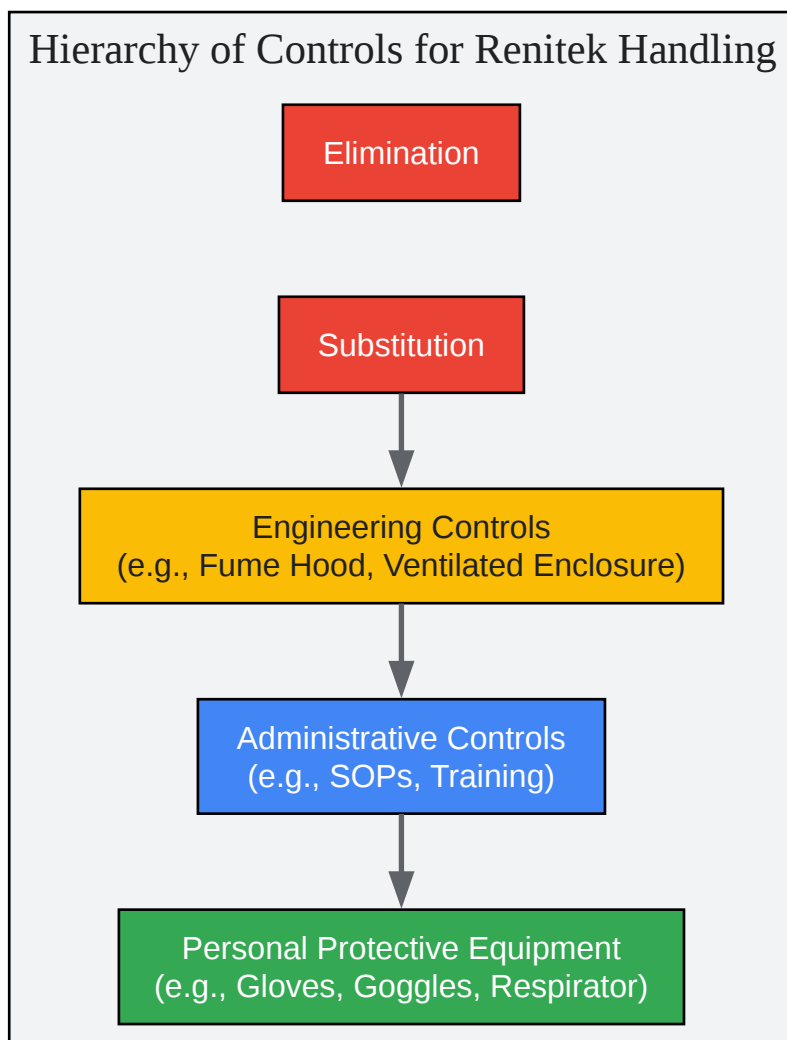 Hierarchy of Controls for Renitek Handling
Elimination
Substitution
Engineering Controls
(e.g., Fume Hood, Ventilated Enclosure)
Administrative Controls
(e.g., SOPs, Training)
Personal Protective Equipment
(e.g., Gloves, Goggles, Respirator)